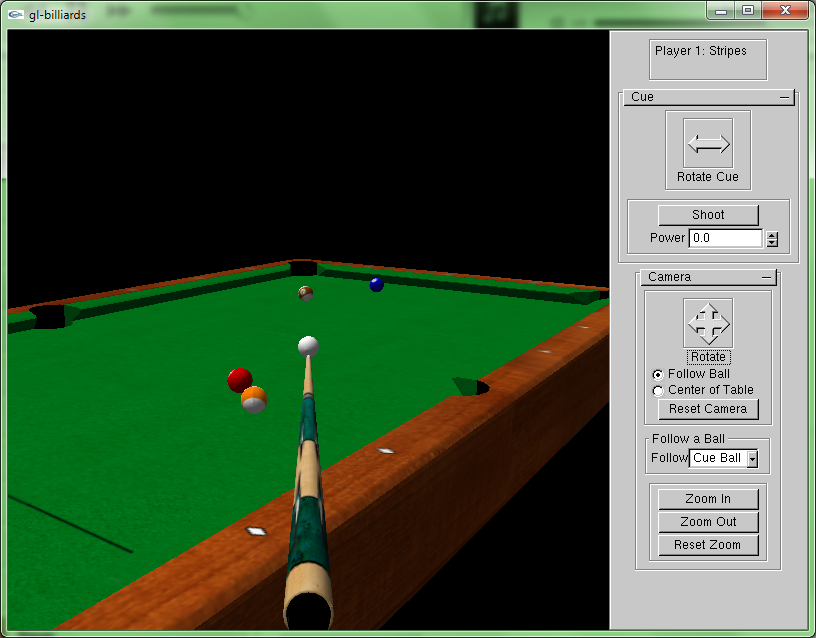 gl-billiards
Player 1: Stripes
Cue
Rotate Cue
Shoot
Power 0.0
Camera
Rotate
Follow Ball
Center of Table
Reset Camera
Follow a Ball
Follow Cue Ball
Zoom In
Zoom Out
Reset Zoom